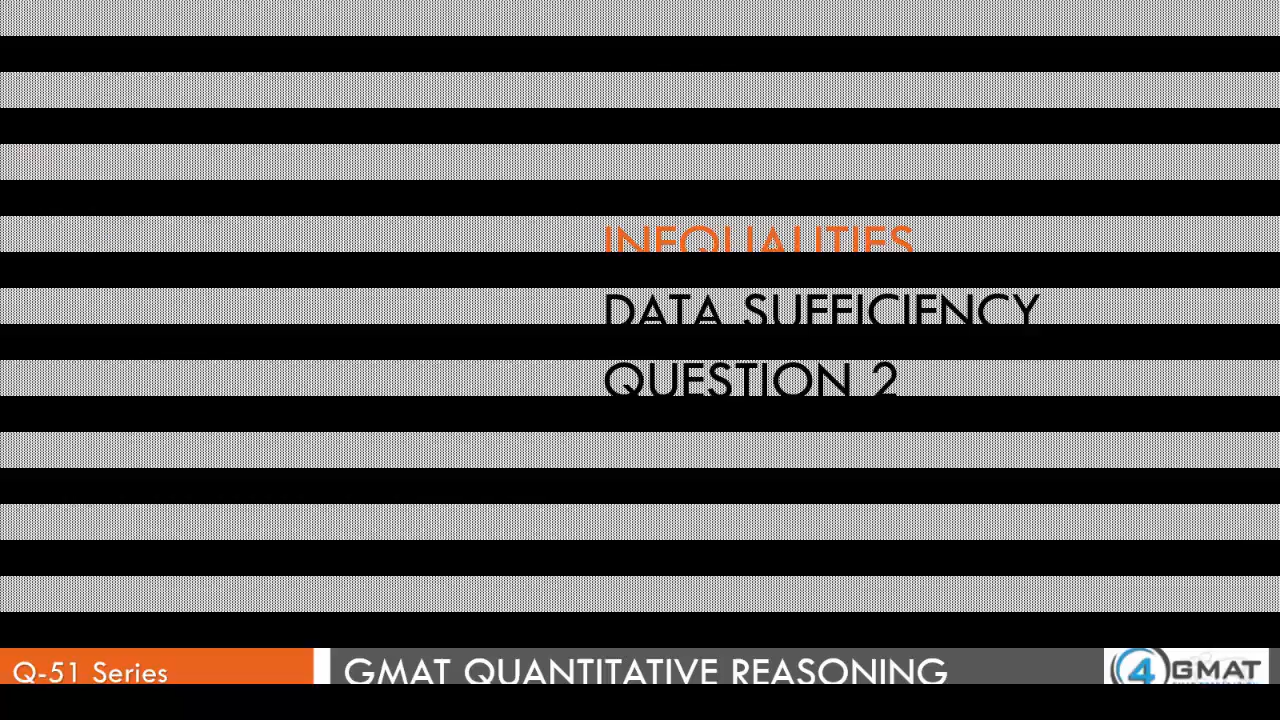 INEQUALITIES
DATA SUFFICIENCY
QUESTION 2
Q-51 Series
GMAT QUANTITATIVE REASONING
4GMAT